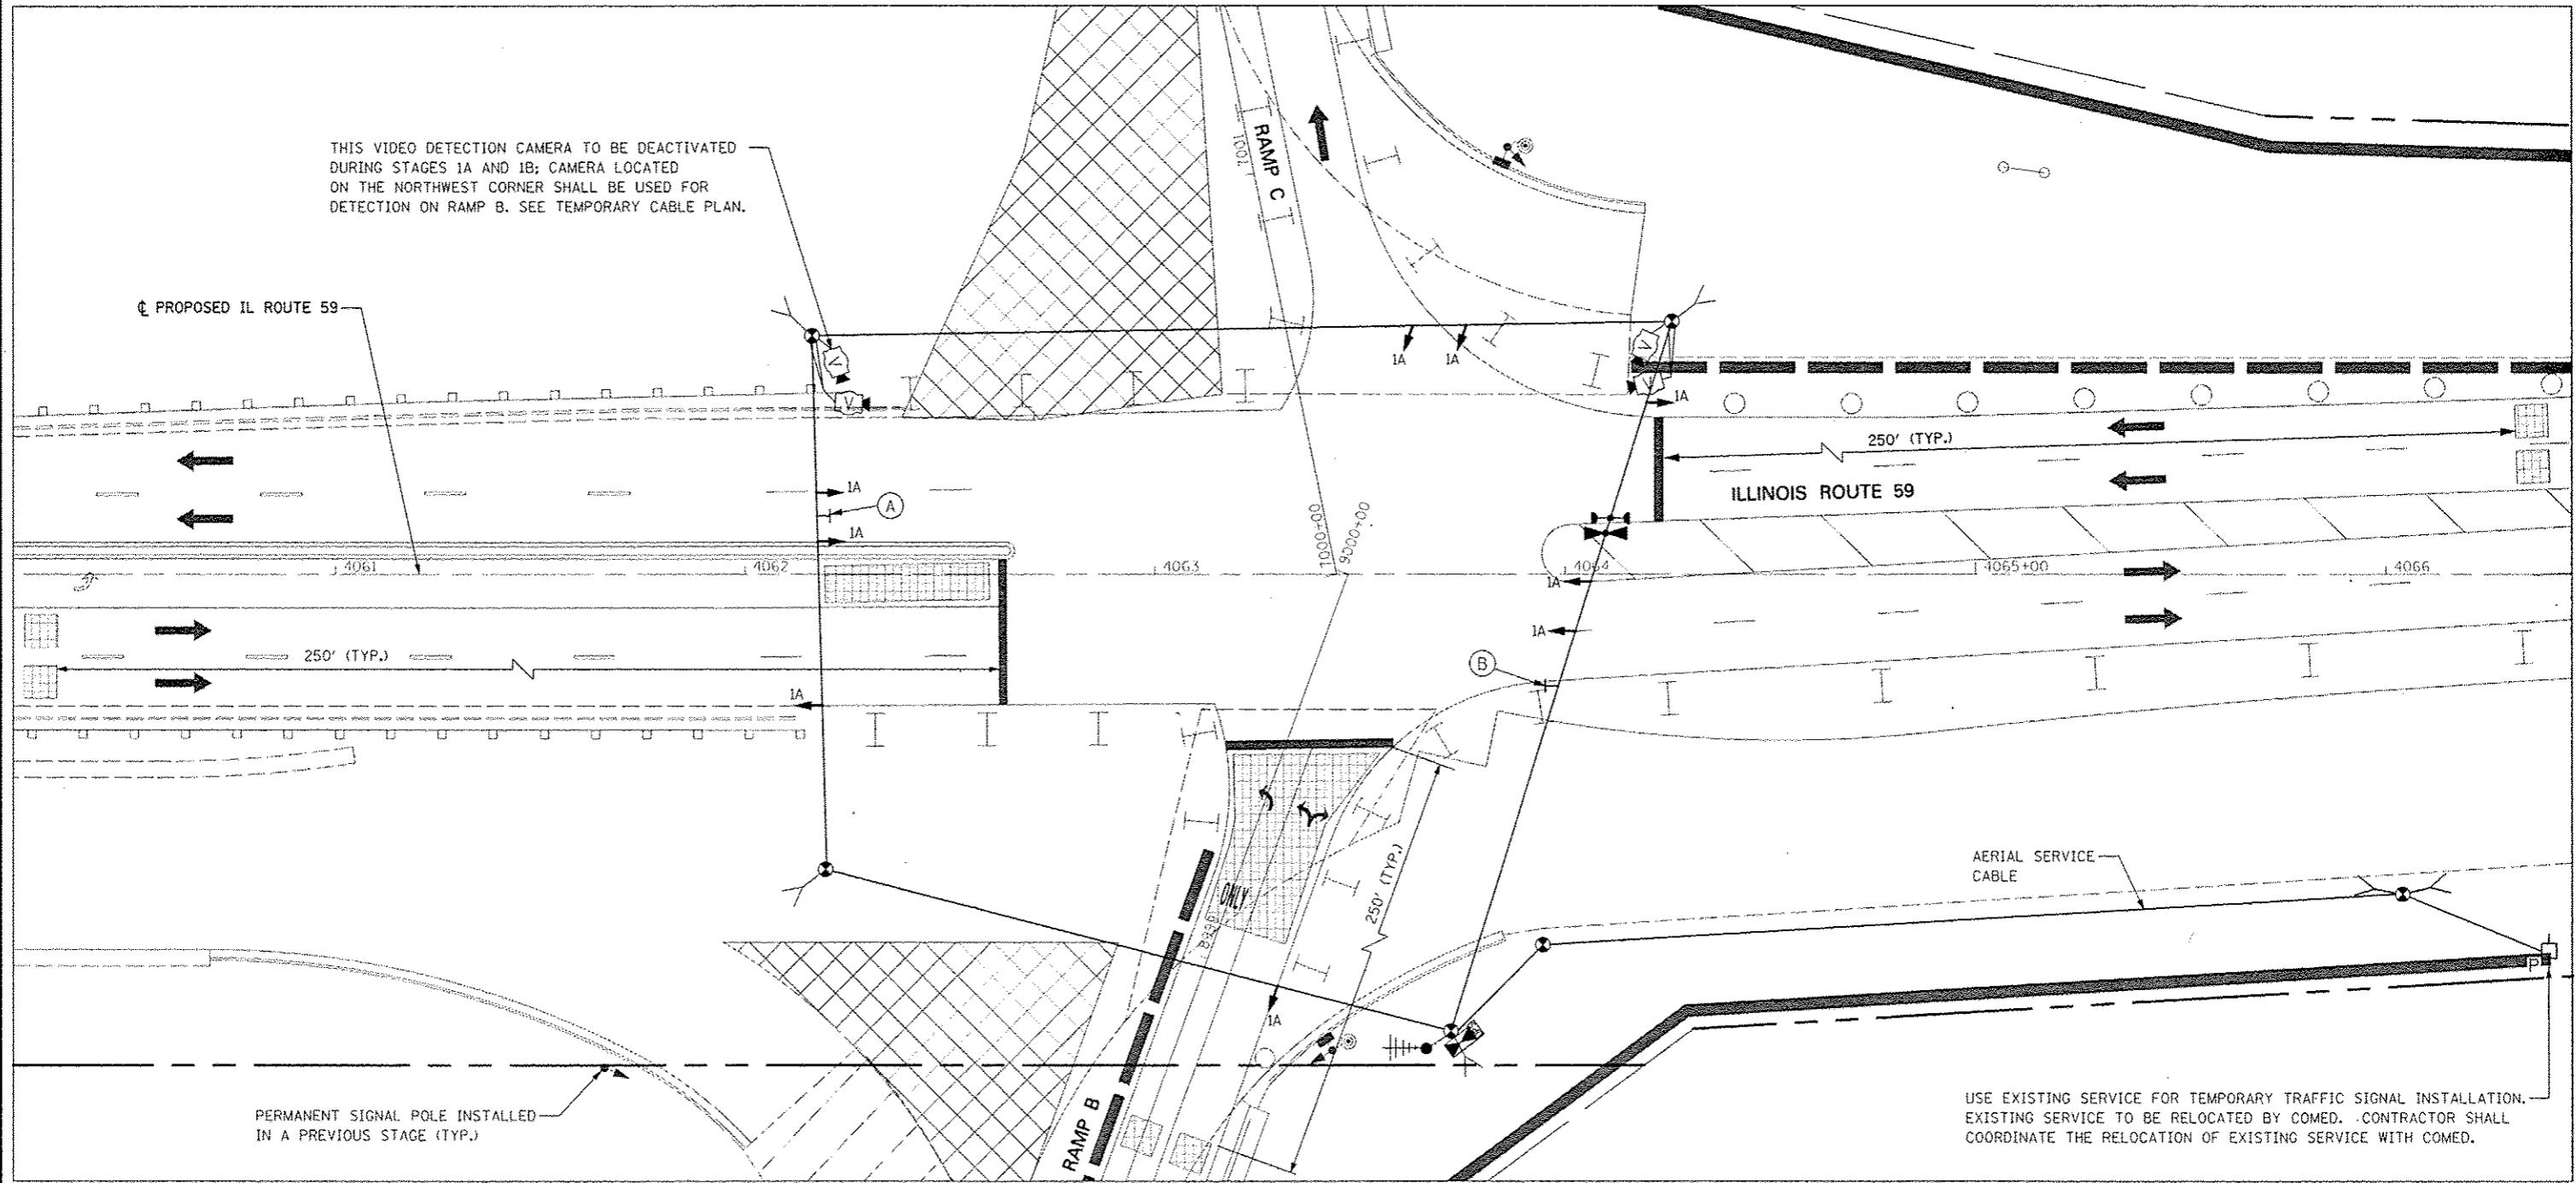 THIS VIDEO DETECTION CAMERA TO BE DEACTIVATED
DURING STAGES 1A AND 1B; CAMERA LOCATED
ON THE NORTHWEST CORNER SHALL BE USED FOR
DETECTION ON RAMP B. SEE TEMPORARY CABLE PLAN.
℄ PROPOSED IL ROUTE 59
RAMP C
1001
V
V
V
V
1A
1A
1A
250' (TYP.)
ILLINOIS ROUTE 59
1A
A
1A
1000+00
9000+00
4061
4062
4063
4064
4065+00
4066
1A
1A
250' (TYP.)
B
1A
250' (TYP.)
ONLY
1A
AERIAL SERVICE
CABLE
P
RAMP B
PERMANENT SIGNAL POLE INSTALLED
IN A PREVIOUS STAGE (TYP.)
USE EXISTING SERVICE FOR TEMPORARY TRAFFIC SIGNAL INSTALLATION.
EXISTING SERVICE TO BE RELOCATED BY COMED. CONTRACTOR SHALL
COORDINATE THE RELOCATION OF EXISTING SERVICE WITH COMED.